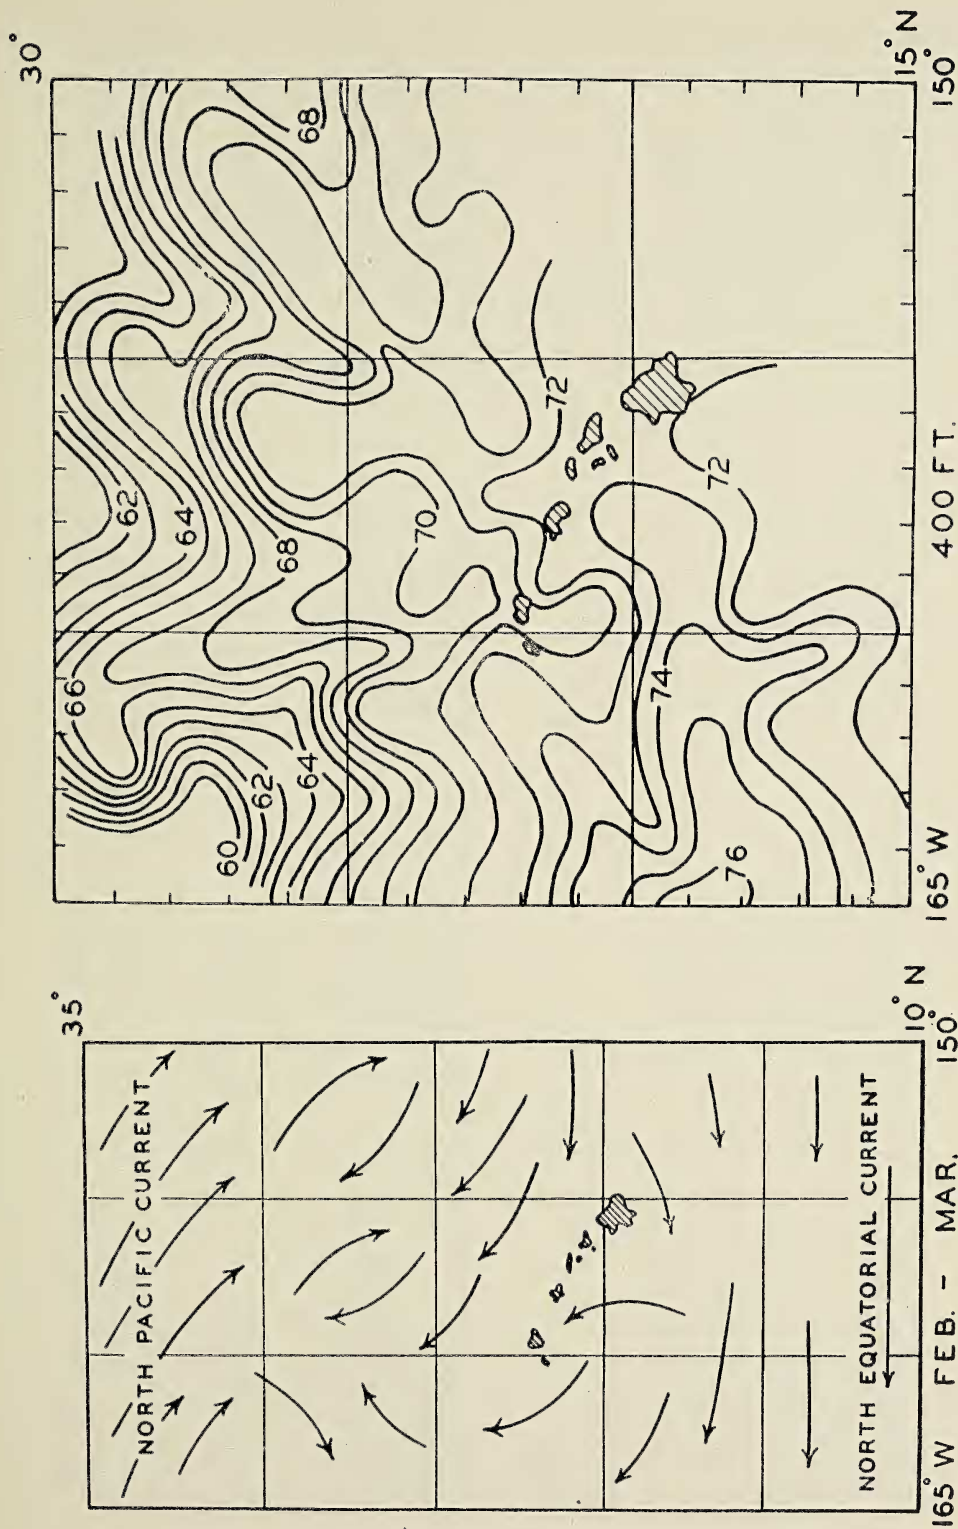 30°
62
64
66
68
68
70
60
62
64
72
72
74
76
15° N
165° W
400 FT.
150°
35°
NORTH PACIFIC CURRENT
NORTH EQUATORIAL CURRENT
10° N
165° W
FEB. - MAR.
150°